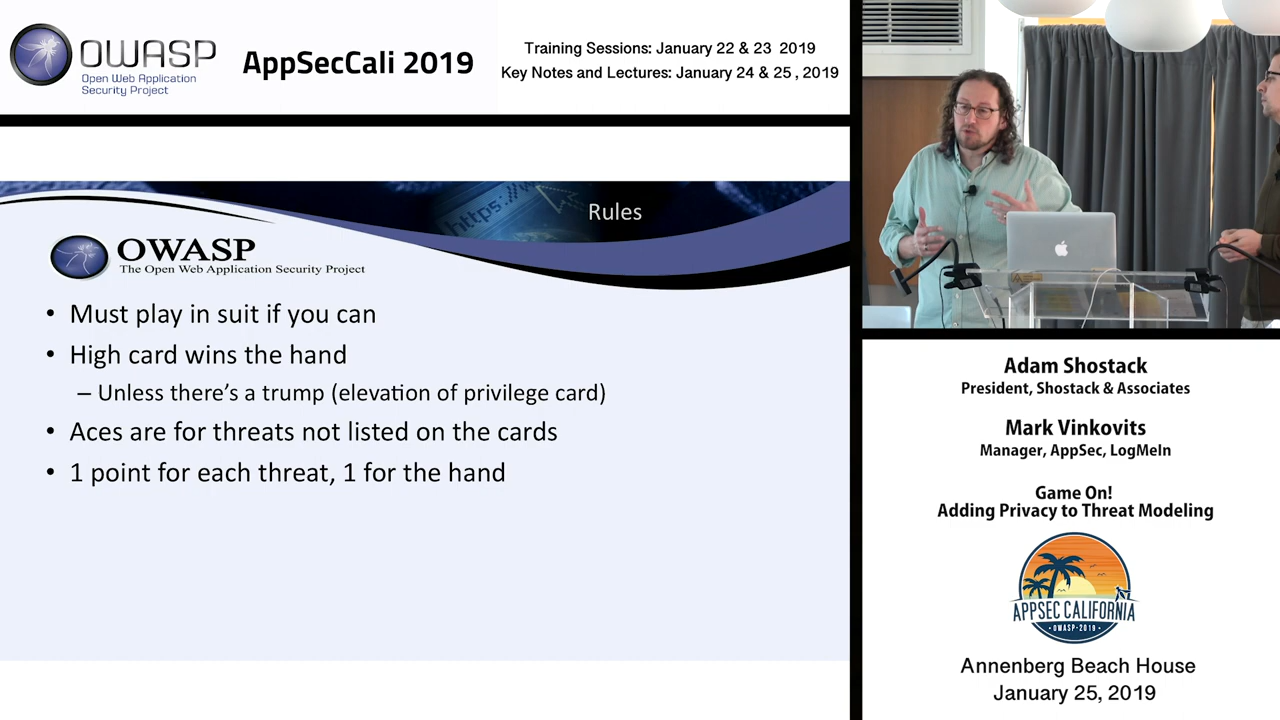 OWASP
Open Web Application
Security Project
AppSecCali 2019
Training Sessions: January 22 & 23 2019
Key Notes and Lectures: January 24 & 25 , 2019
https://w
Rules
OWASP
The Open Web Application Security Project
• Must play in suit if you can
• High card wins the hand
– Unless there's a trump (elevation of privilege card)
• Aces are for threats not listed on the cards
• 1 point for each threat, 1 for the hand
Adam Shostack
President, Shostack & Associates
Mark Vinkovits
Manager, AppSec, LogMeIn
Game On!
Adding Privacy to Threat Modeling
APPSEC CALIFORNIA
• OWASP-2019 •
Annenberg Beach House
January 25, 2019